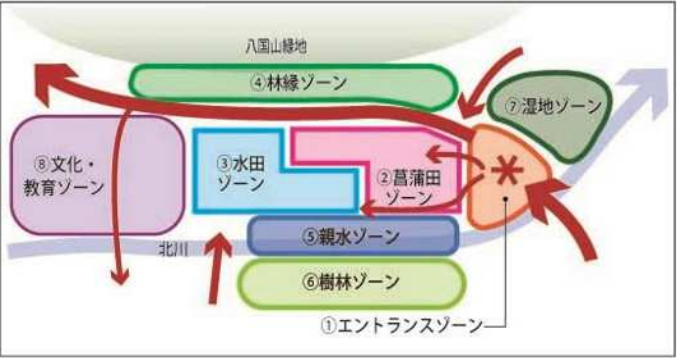 八国山緑地
④林縁ゾーン
⑦湿地ゾーン
⑧文化・
教育ゾーン
③水田
ゾーン
②菖蒲田
ゾーン
⑤親水ゾーン
北川
⑥樹林ゾーン
①エントランスゾーン